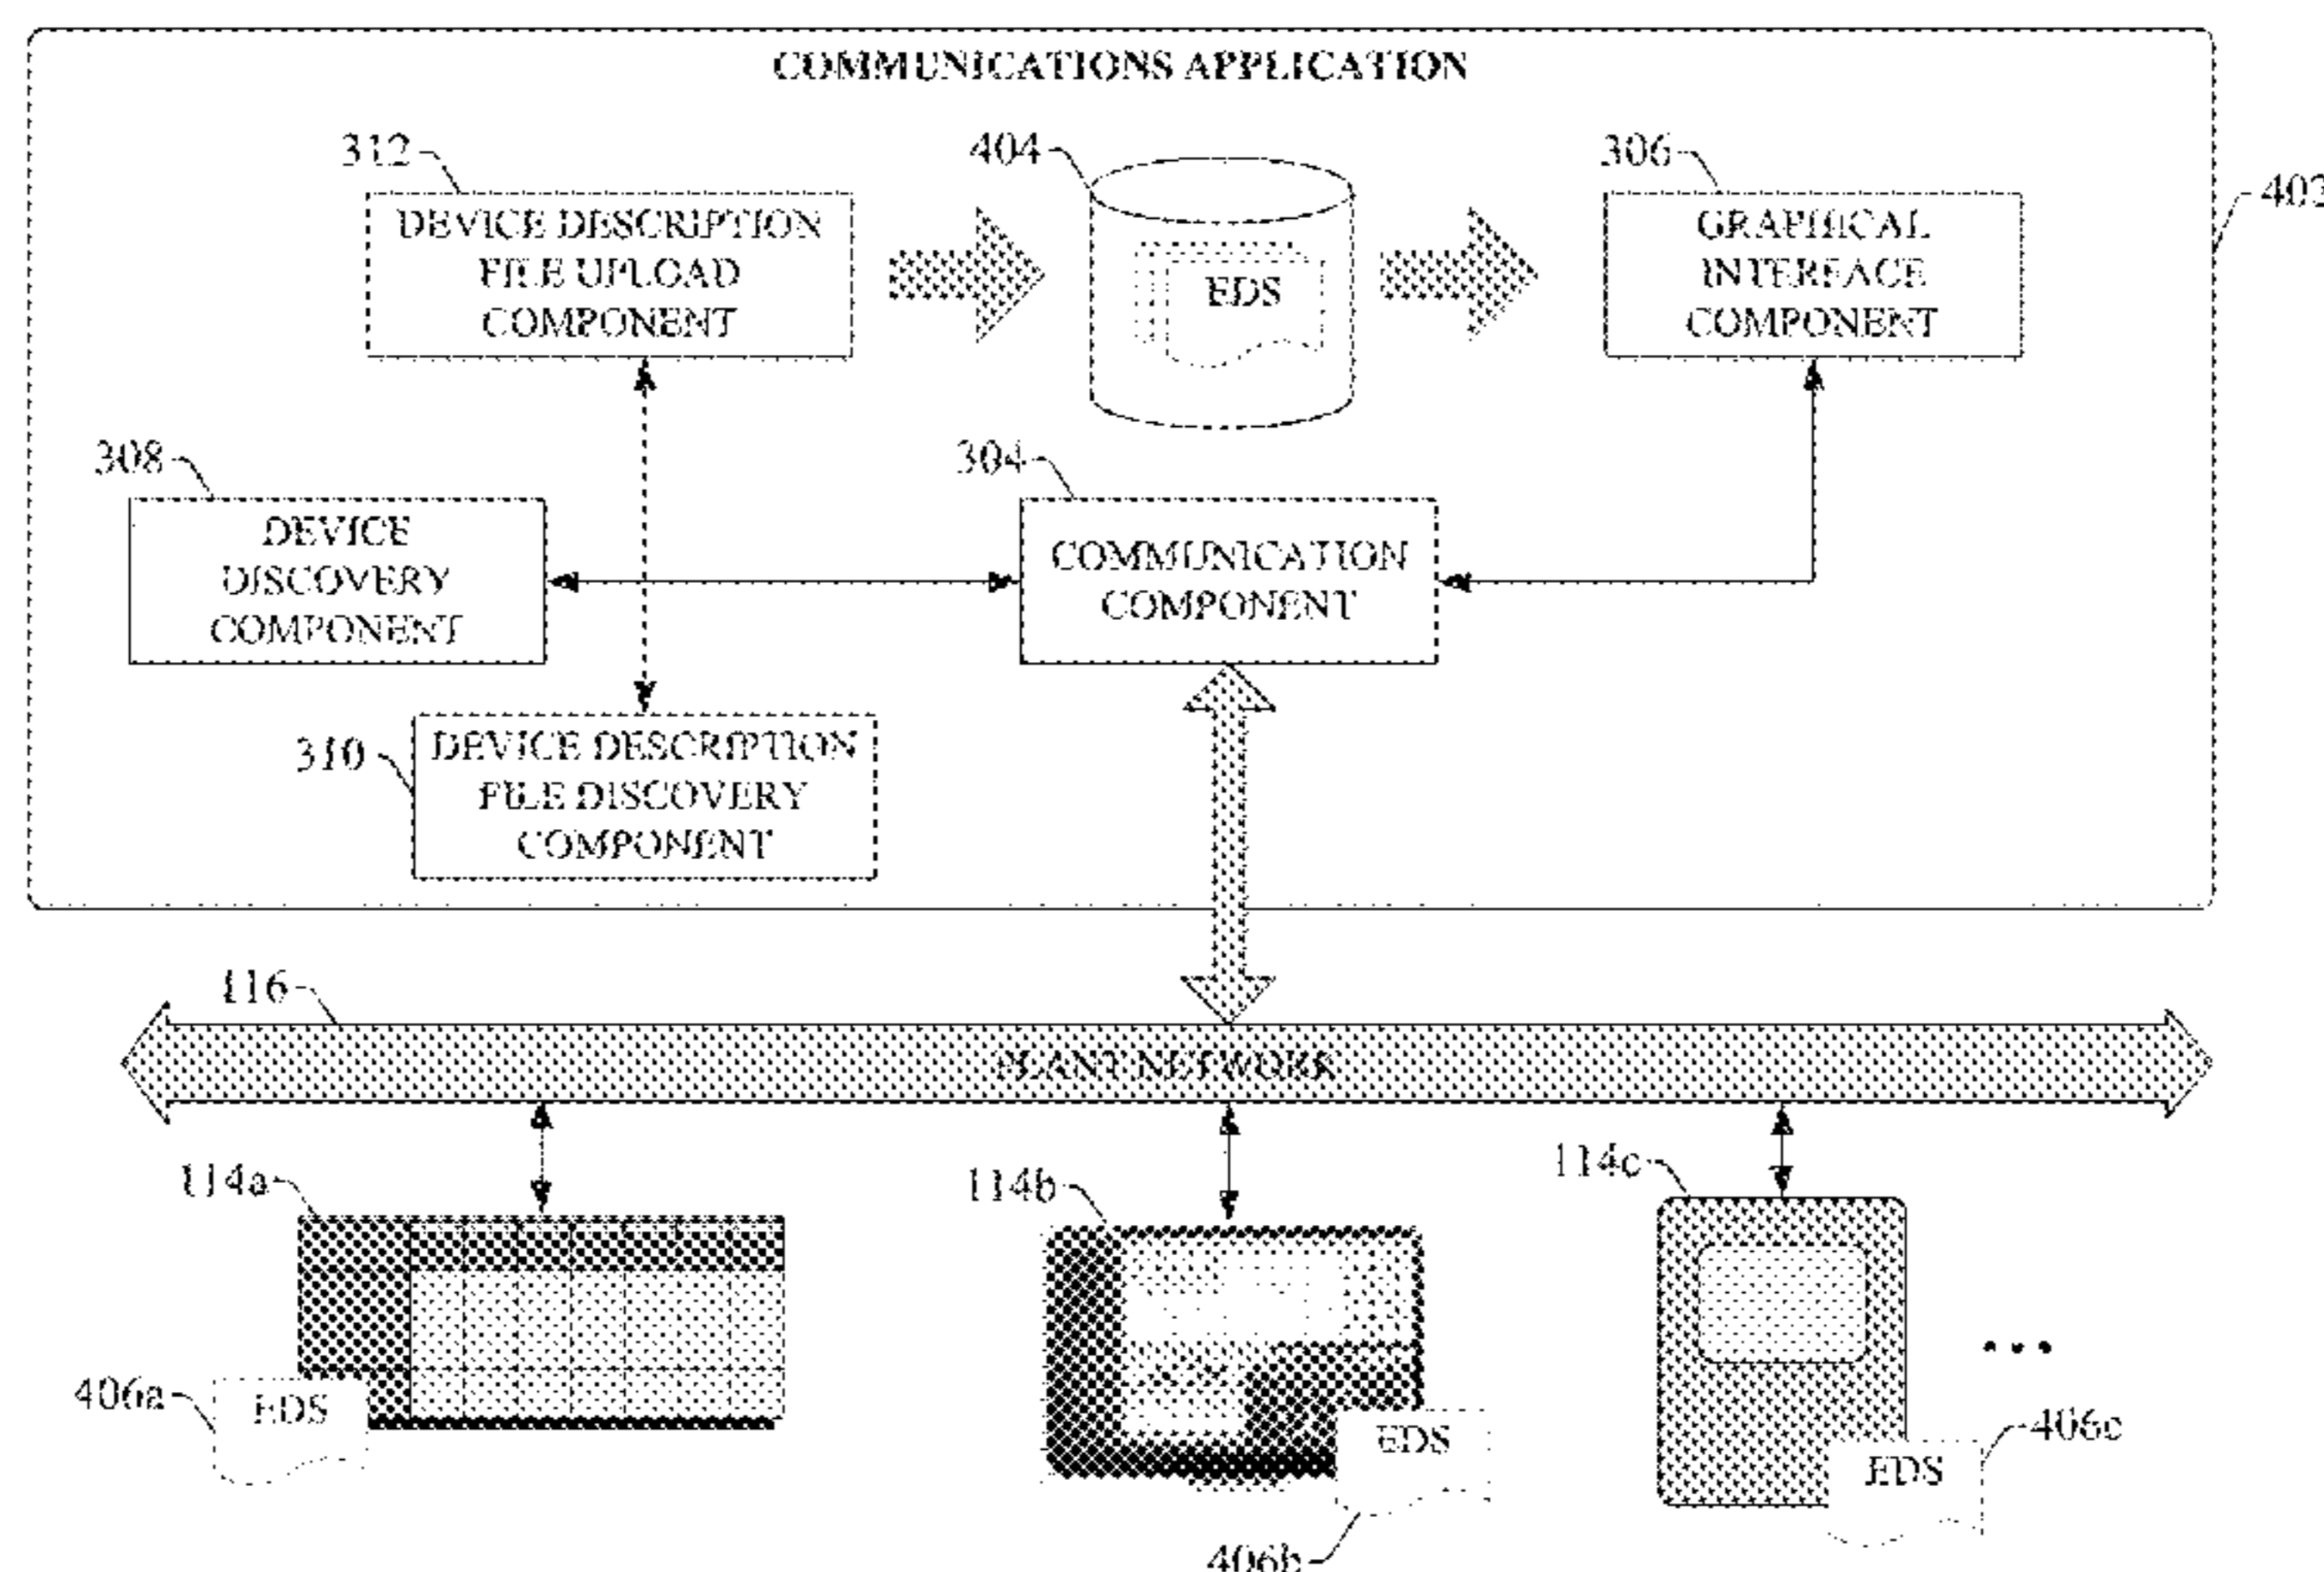 COMMUNICATIONS APPLICATION
312
404
306
402
DEVICE DESCRIPTION
FILE UPLOAD
COMPONENT
EDS
GRAPHICAL
INTERFACE
COMPONENT
308
304
DEVICE
DISCOVERY
COMPONENT
COMMUNICATION
COMPONENT
310
DEVICE DESCRIPTION
FILE DISCOVERY
COMPONENT
116
PLANT NETWORK
114a
114b
114c
406a
EDS
EDS
EDS
406c
406b